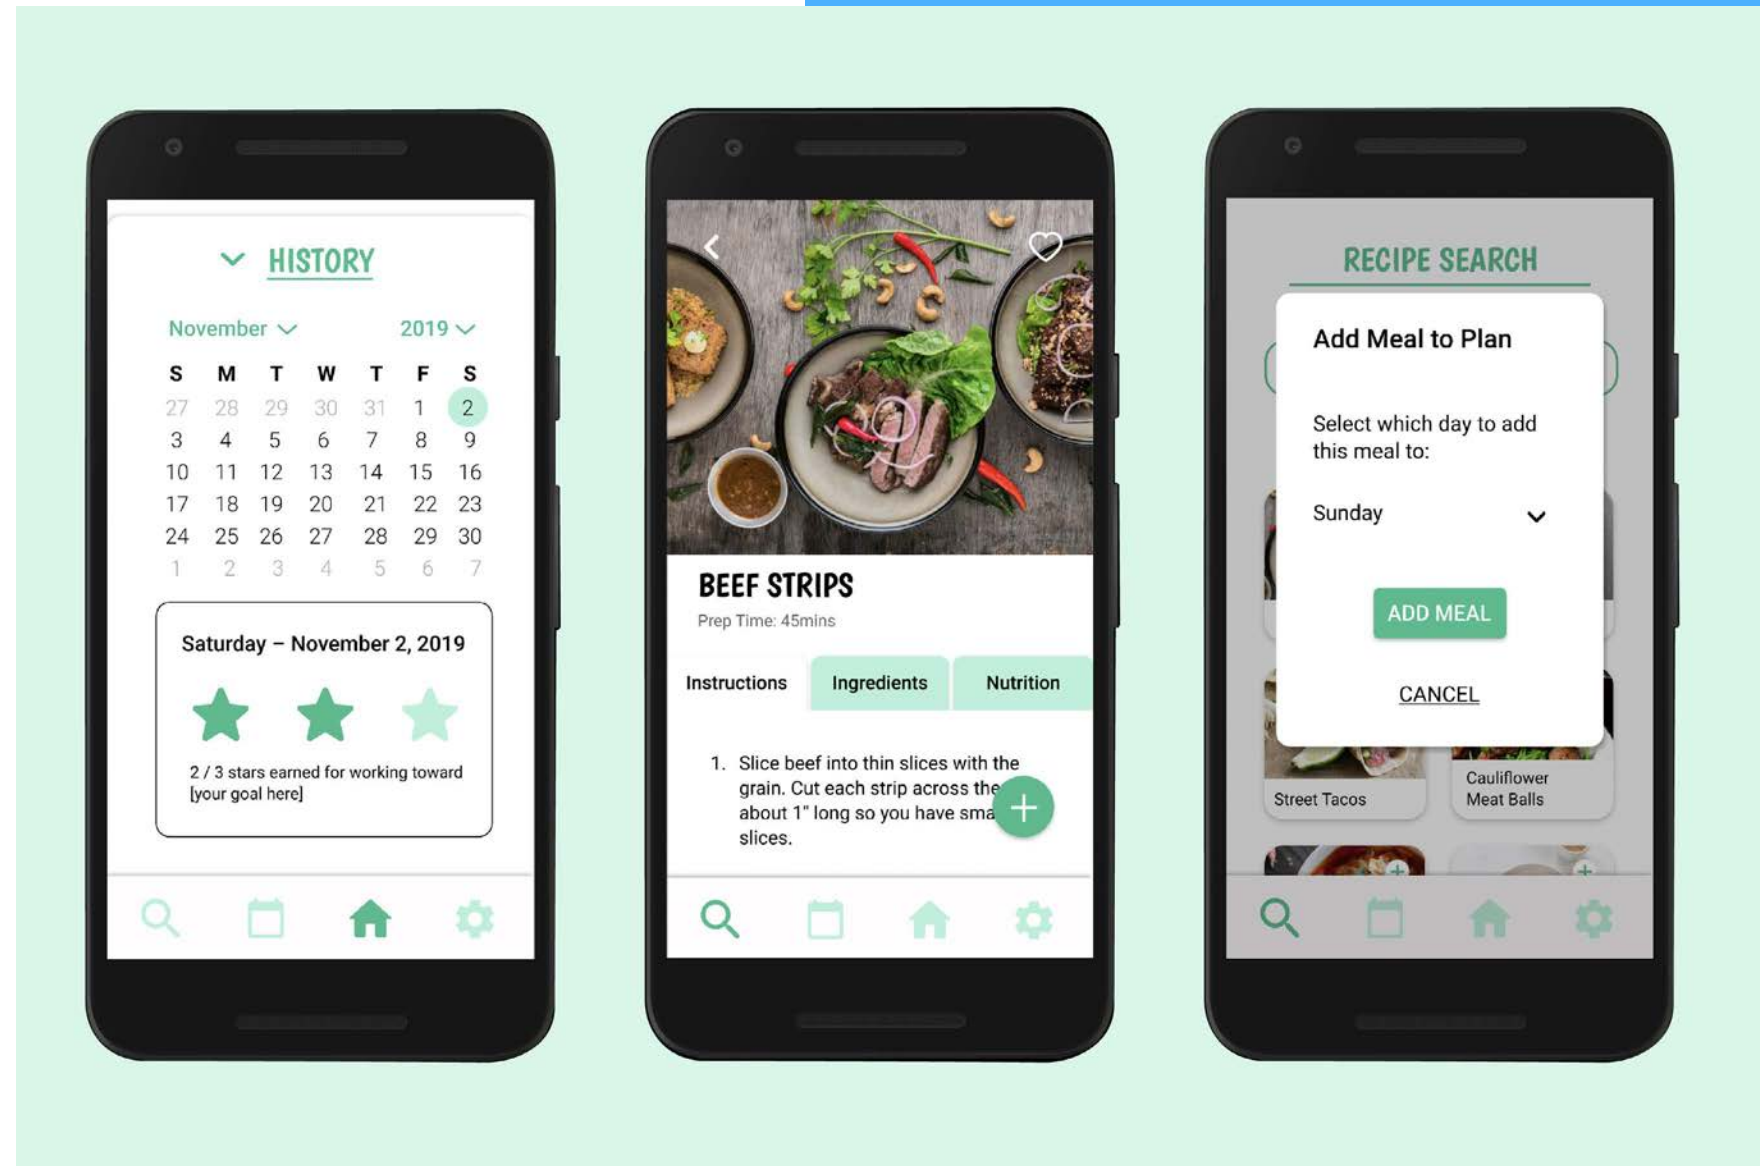 HISTORY
November 2019
S M T W T F S
27 28 29 30 31 1 2
3 4 5 6 7 8 9
10 11 12 13 14 15 16
17 18 19 20 21 22 23
24 25 26 27 28 29 30
1 2 3 4 5 6 7
Saturday – November 2, 2019
2 / 3 stars earned for working toward
[your goal here]
BEEF STRIPS
Prep Time: 45mins
Instructions Ingredients Nutrition
1. Slice beef into thin slices with the
grain. Cut each strip across the
about 1" long so you have sma
slices.
RECIPE SEARCH
Add Meal to Plan
Select which day to add
this meal to:
Sunday
ADD MEAL
CANCEL
Street Tacos
Cauliflower
Meat Balls